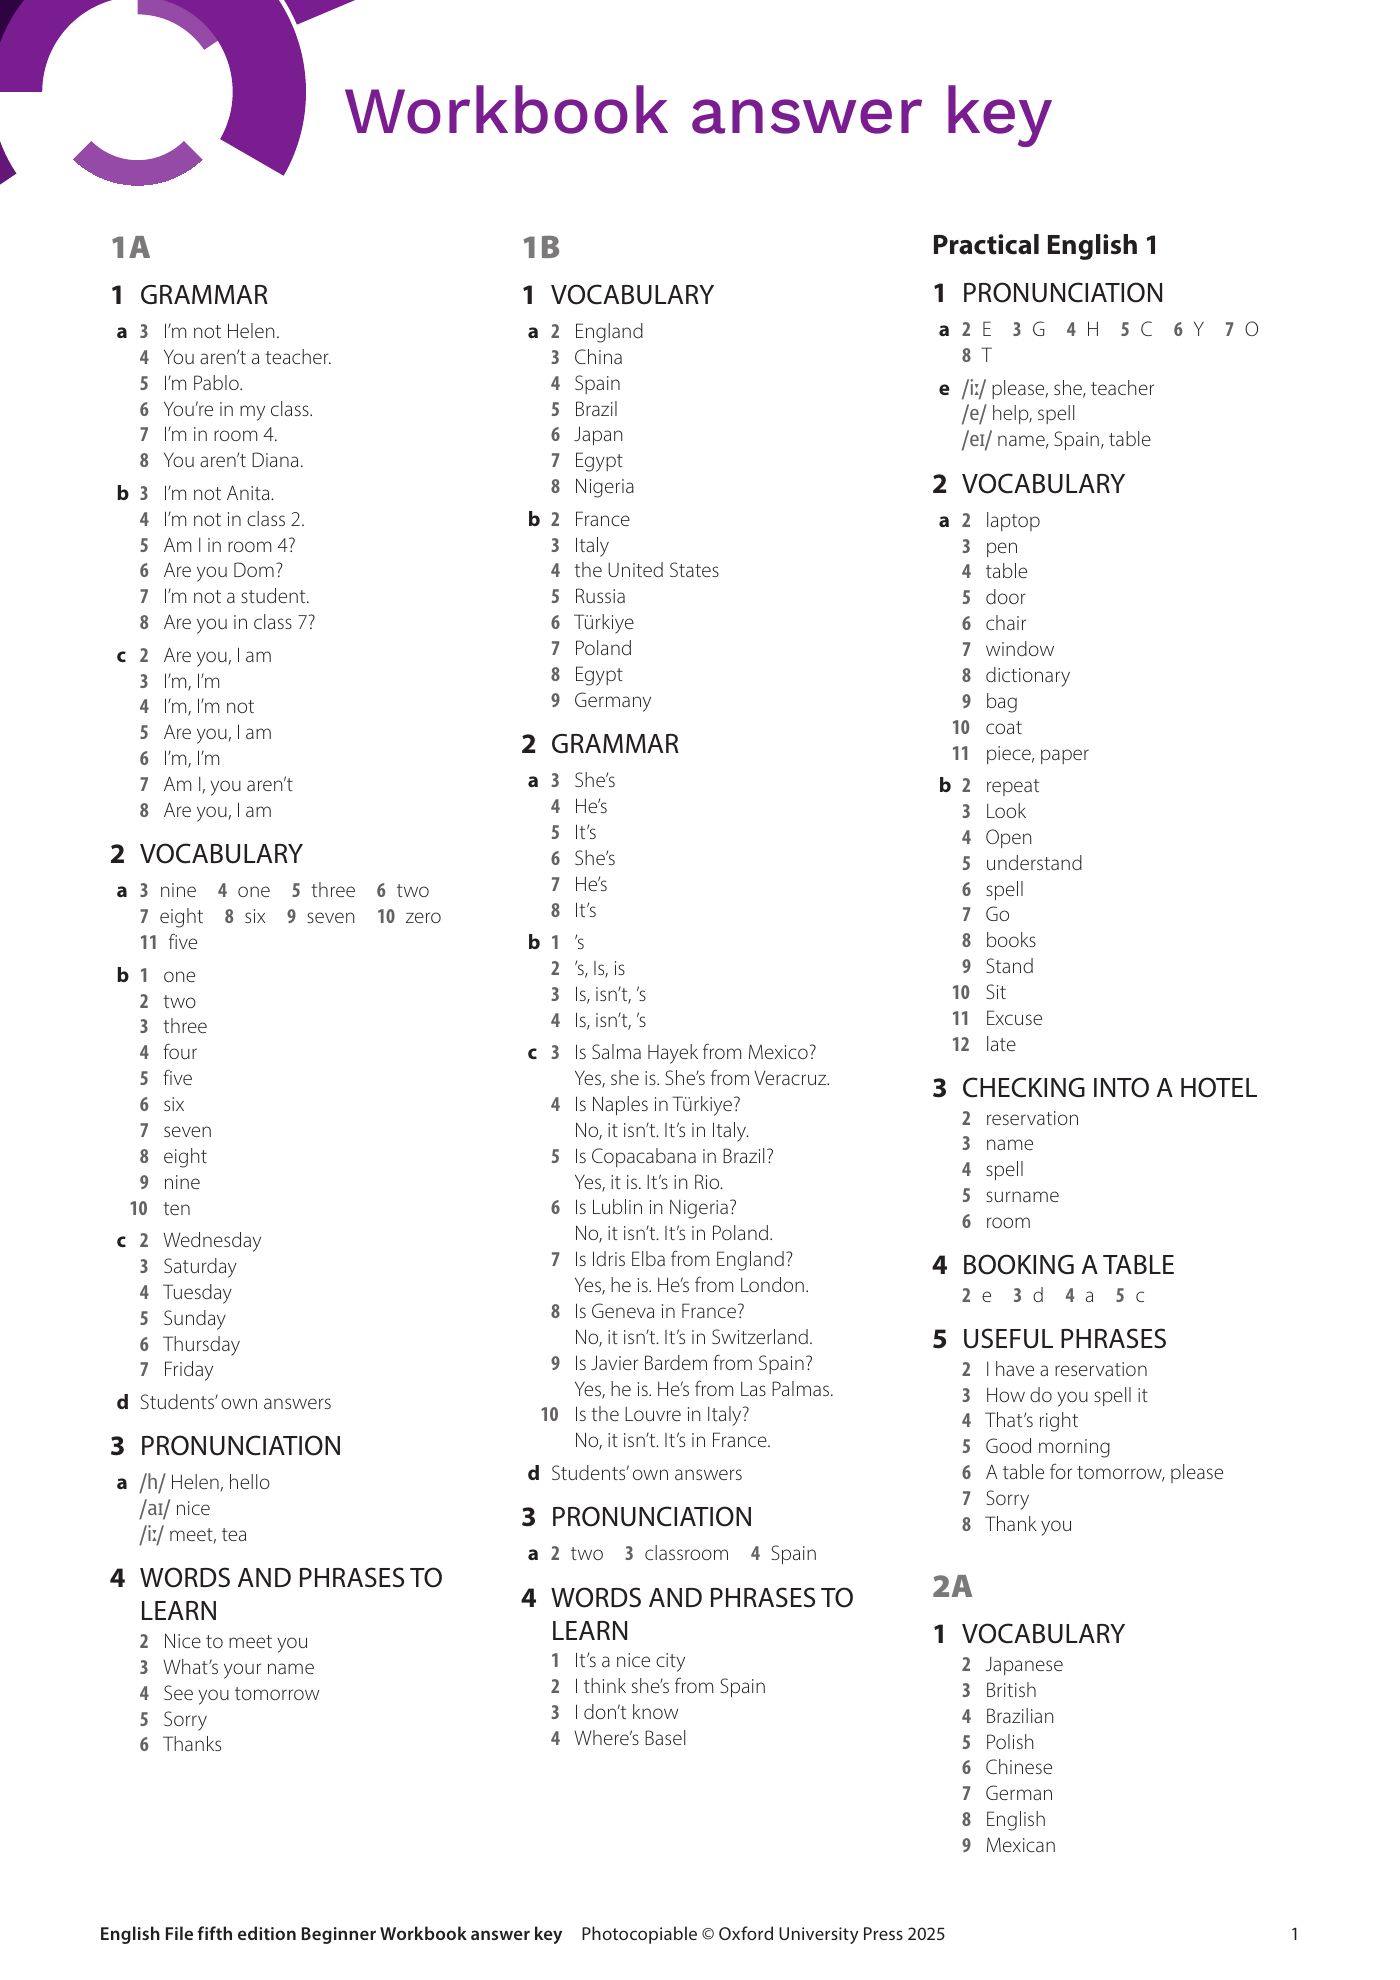 Workbook answer key
1A
1 GRAMMAR
a 3 I’m not Helen.
4 You aren’t a teacher.
5 I’m Pablo.
6 You’re in my class.
7 I’m in room 4.
8 You aren’t Diana.
b 3 I’m not Anita.
4 I’m not in class 2.
5 Am I in room 4?
6 Are you Dom?
7 I’m not a student.
8 Are you in class 7?
c 2 Are you, I am
3 I’m, I’m
4 I’m, I’m not
5 Are you, I am
6 I’m, I’m
7 Am I, you aren’t
8 Are you, I am
2 VOCABULARY
a 3 nine 4 one 5 three 6 two
7 eight 8 six 9 seven 10 zero
11 five
b 1 one
2 two
3 three
4 four
5 five
6 six
7 seven
8 eight
9 nine
10 ten
c 2 Wednesday
3 Saturday
4 Tuesday
5 Sunday
6 Thursday
7 Friday
d Students’ own answers
3 PRONUNCIATION
a /h/ Helen, hello
/aɪ/ nice
/iː/ meet, tea
4 WORDS AND PHRASES TO
LEARN
2 Nice to meet you
3 What’s your name
4 See you tomorrow
5 Sorry
6 Thanks
1B
1 VOCABULARY
a 2 England
3 China
4 Spain
5 Brazil
6 Japan
7 Egypt
8 Nigeria
b 2 France
3 Italy
4 the United States
5 Russia
6 Türkiye
7 Poland
8 Egypt
9 Germany
2 GRAMMAR
a 3 She’s
4 He’s
5 It’s
6 She’s
7 He’s
8 It’s
b 1 ’s
2 ’s, Is, is
3 Is, isn’t, ’s
4 Is, isn’t, ’s
c 3 Is Salma Hayek from Mexico?
Yes, she is. She’s from Veracruz.
4 Is Naples in Türkiye?
No, it isn’t. It’s in Italy.
5 Is Copacabana in Brazil?
Yes, it is. It’s in Rio.
6 Is Lublin in Nigeria?
No, it isn’t. It’s in Poland.
7 Is Idris Elba from England?
Yes, he is. He’s from London.
8 Is Geneva in France?
No, it isn’t. It’s in Switzerland.
9 Is Javier Bardem from Spain?
Yes, he is. He’s from Las Palmas.
10 Is the Louvre in Italy?
No, it isn’t. It’s in France.
d Students’ own answers
3 PRONUNCIATION
a 2 two 3 classroom 4 Spain
4 WORDS AND PHRASES TO
LEARN
1 It’s a nice city
2 I think she’s from Spain
3 I don’t know
4 Where’s Basel
Practical English 1
1 PRONUNCIATION
a 2 E 3 G 4 H 5 C 6 Y 7 O
8 T
e /iː/ please, she, teacher
/e/ help, spell
/eɪ/ name, Spain, table
2 VOCABULARY
a 2 laptop
3 pen
4 table
5 door
6 chair
7 window
8 dictionary
9 bag
10 coat
11 piece, paper
b 2 repeat
3 Look
4 Open
5 understand
6 spell
7 Go
8 books
9 Stand
10 Sit
11 Excuse
12 late
3 CHECKING INTO A HOTEL
2 reservation
3 name
4 spell
5 surname
6 room
4 BOOKING A TABLE
2 e 3 d 4 a 5 c
5 USEFUL PHRASES
2 I have a reservation
3 How do you spell it
4 That’s right
5 Good morning
6 A table for tomorrow, please
7 Sorry
8 Thank you
2A
1 VOCABULARY
2 Japanese
3 British
4 Brazilian
5 Polish
6 Chinese
7 German
8 English
9 Mexican
English File fifth edition Beginner Workbook answer key Photocopiable © Oxford University Press 2025 1